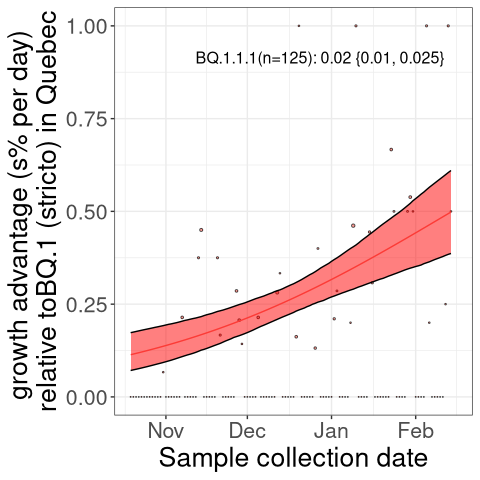 growth advantage (s% per day)
relative toBQ.1 (stricto) in Quebec
1.00
0.75
0.50
0.25
0.00
BQ.1.1.1(n=125): 0.02 {0.01, 0.025}
Nov Dec Jan Feb
Sample collection date